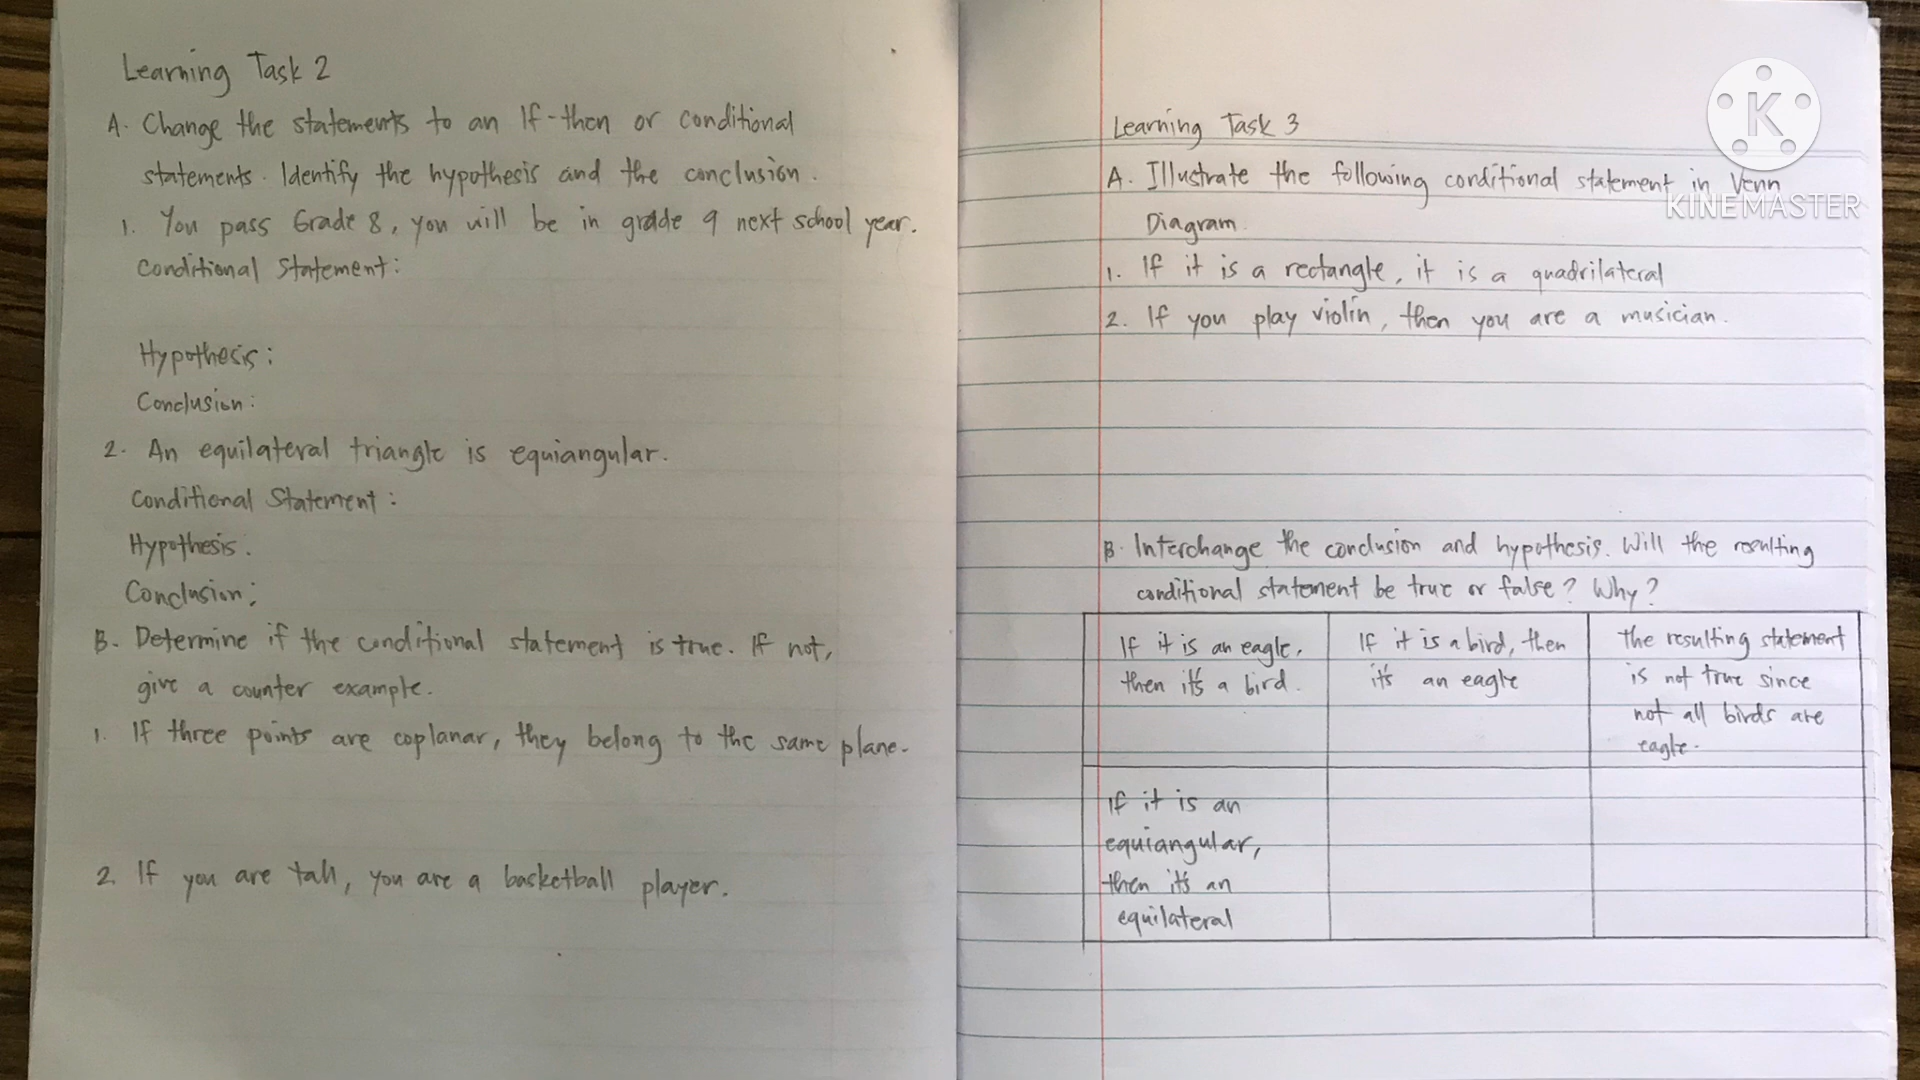 Learning Task 2
A. Change the statements to an If-then or conditional
statements. Identify the hypothesis and the conclusion.
1. You pass Grade 8, you will be in grade 9 next school year.
Conditional Statement:
Hypothesis:
Conclusion:
2. An equilateral triangle is equiangular.
Conditional Statement:
Hypothesis:
Conclusion:
B. Determine if the conditional statement is true. If not,
give a counter example.
1. If three points are coplanar, they belong to the same plane.
2. If you are tall, you are a basketball player.
Learning Task 3
A. Illustrate the following conditional statement in Venn
Diagram.
1. If it is a rectangle, it is a quadrilateral
2. If you play violin, then you are a musician.
B. Interchange the conclusion and hypothesis. Will the resulting
conditional statement be true or false? Why?
If it is an eagle,
then it's a bird.
If it is a bird, then
it's an eagle
The resulting statement
is not true since
not all birds are
eagle.
If it is an
equiangular,
then it's an
equilateral
K
KINEMASTER